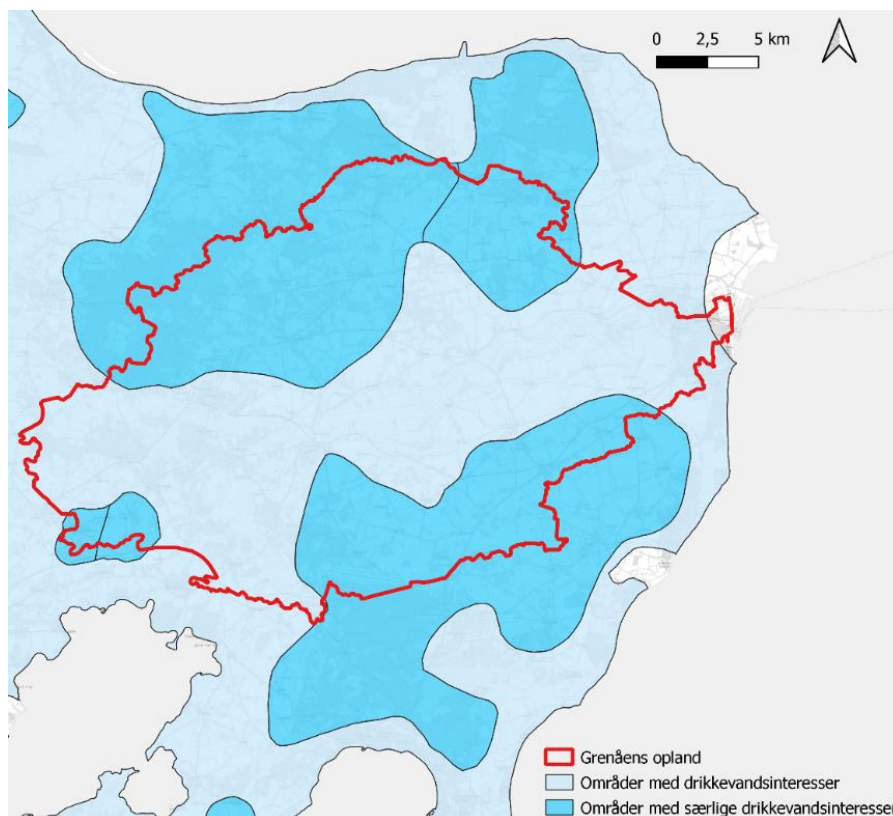 0 2,5 5 km
Grenåens opland
Områder med drikkevandsinteresser
Områder med særlige drikkevandsinteresser